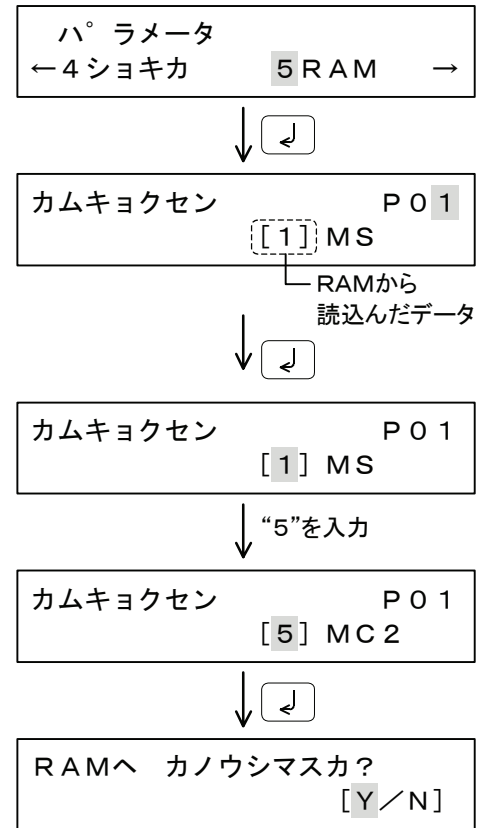 パラメータ
←4ショキカ 5RAM →
カムキョクセン P01
[1] MS
RAMから
読込んだデータ
カムキョクセン P01
[1] MS
“5”を入力
カムキョクセン P01
[5] MC2
RAMヘ カノウシマスカ?
[Y/N]